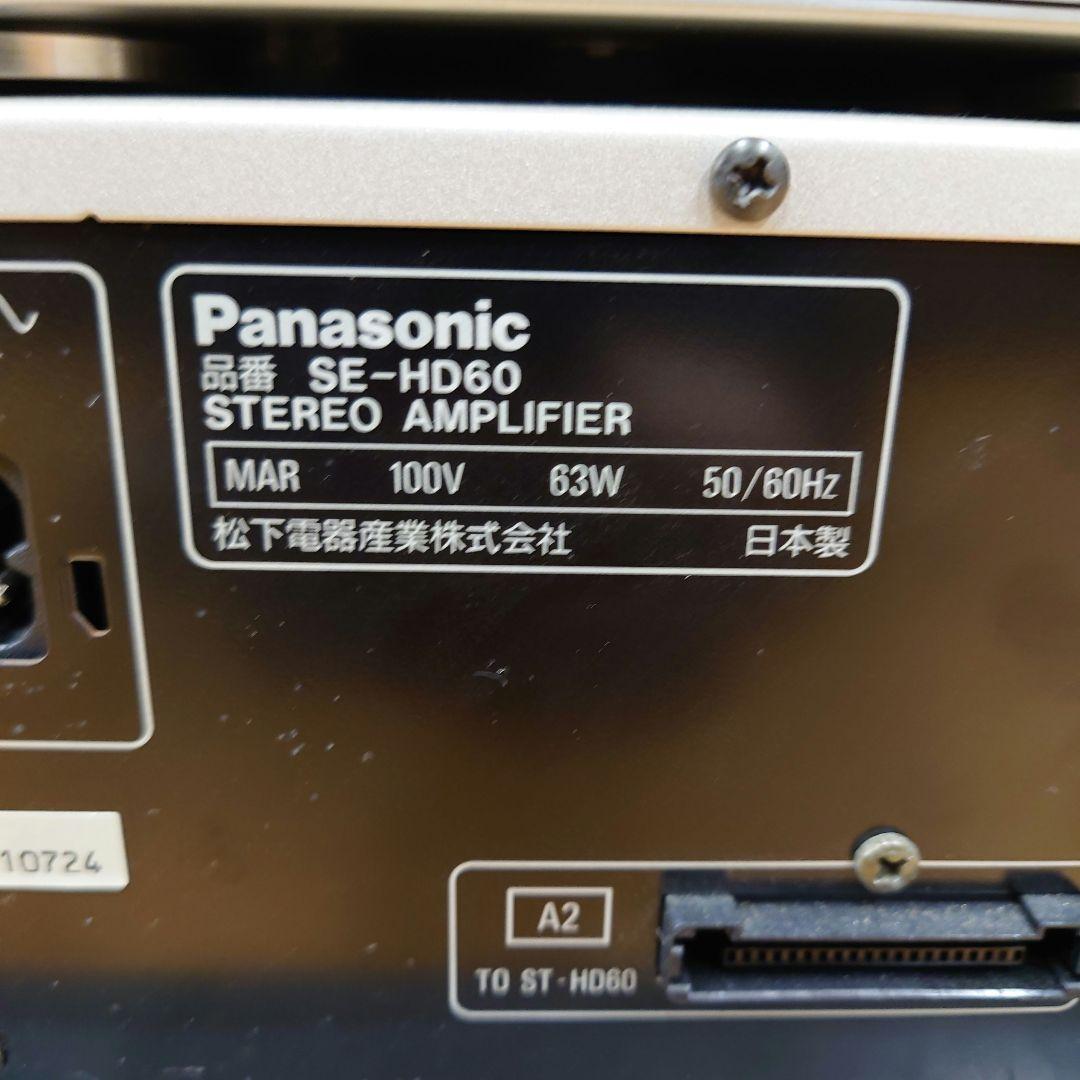 Panasonic
品番 SE-HD60
STEREO AMPLIFIER
MAR 100V 63W 50/60Hz
松下電器産業株式会社 日本製
10724
A2
TO ST-HD60